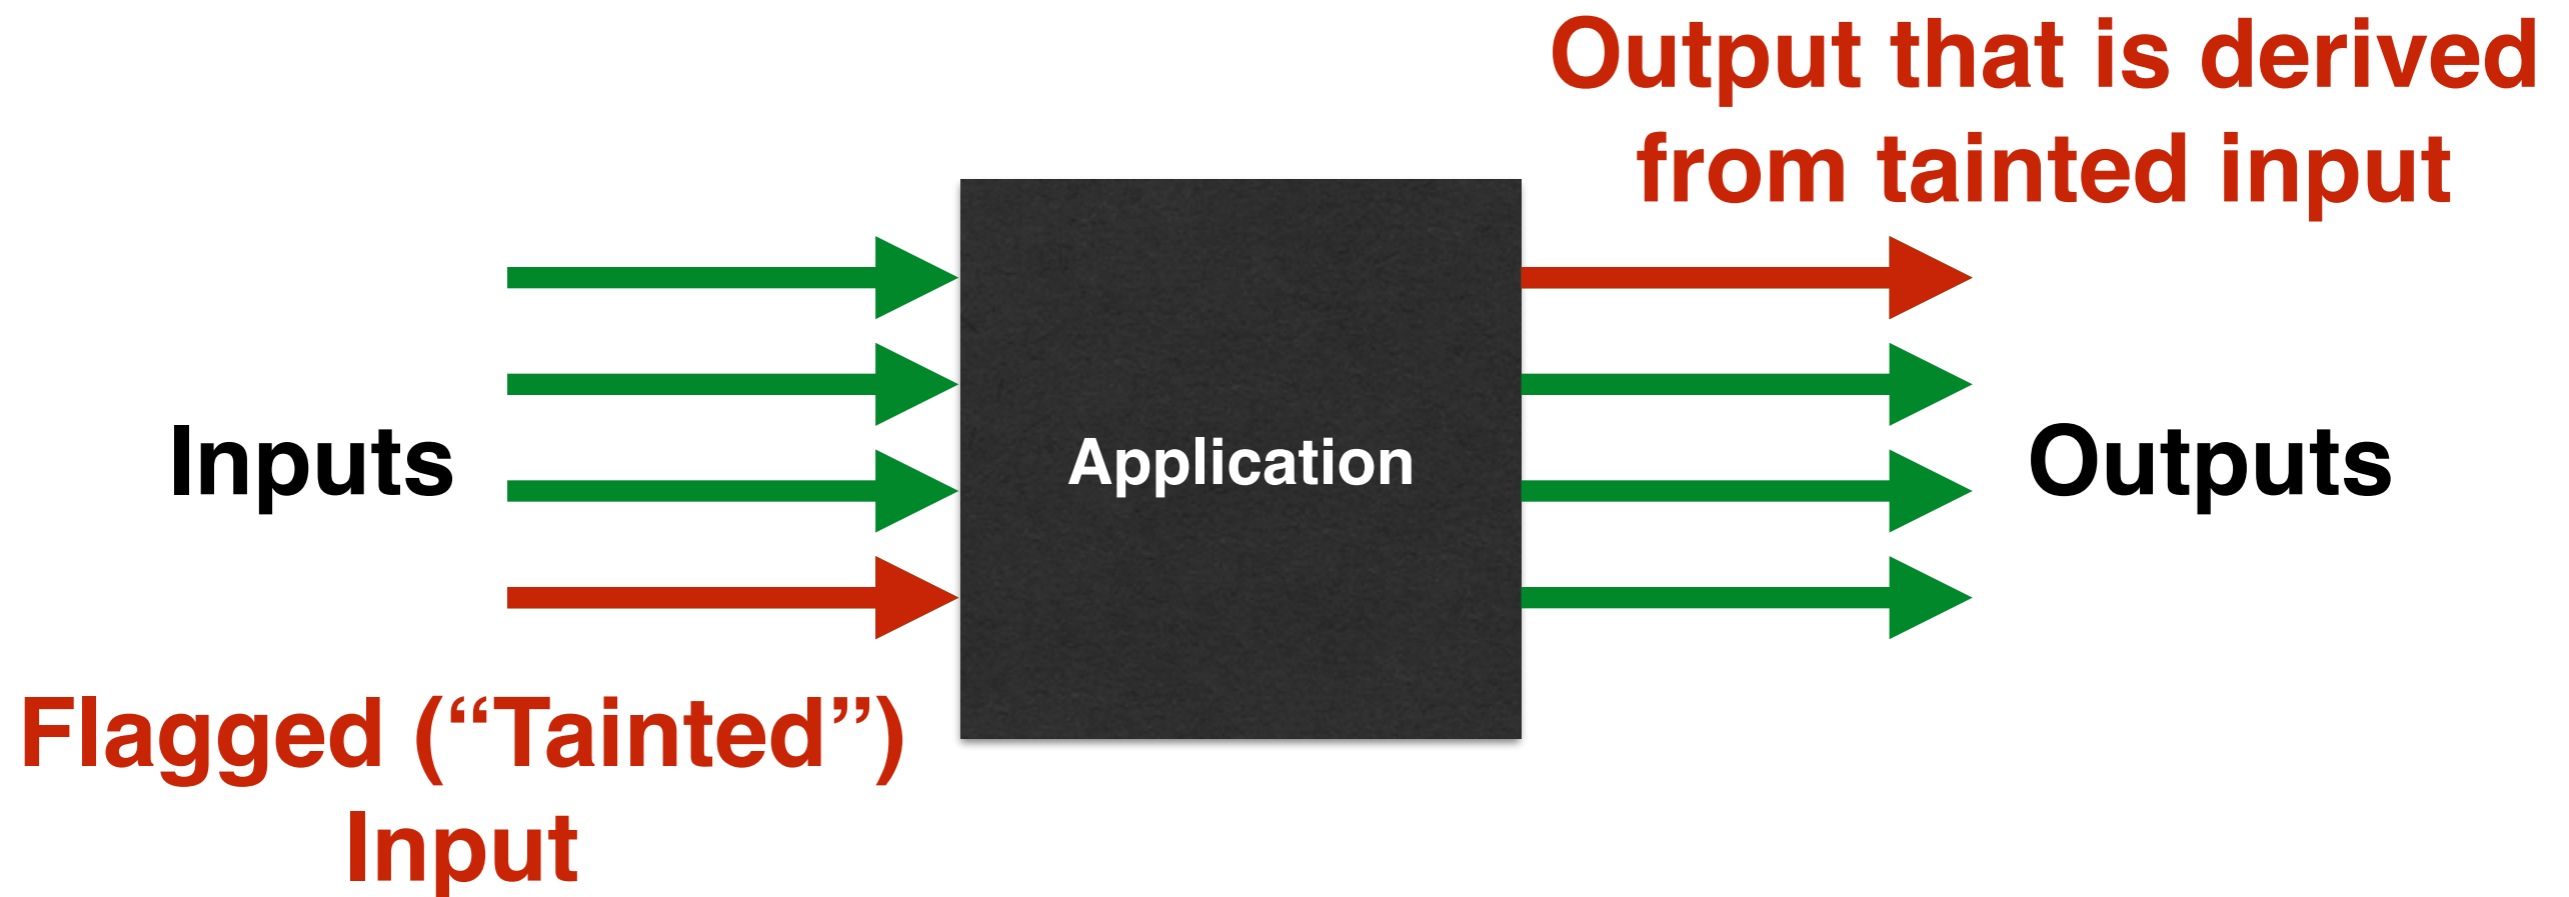 Output that is derived
from tainted input
Inputs
Application
Outputs
Flagged (“Tainted”)
Input